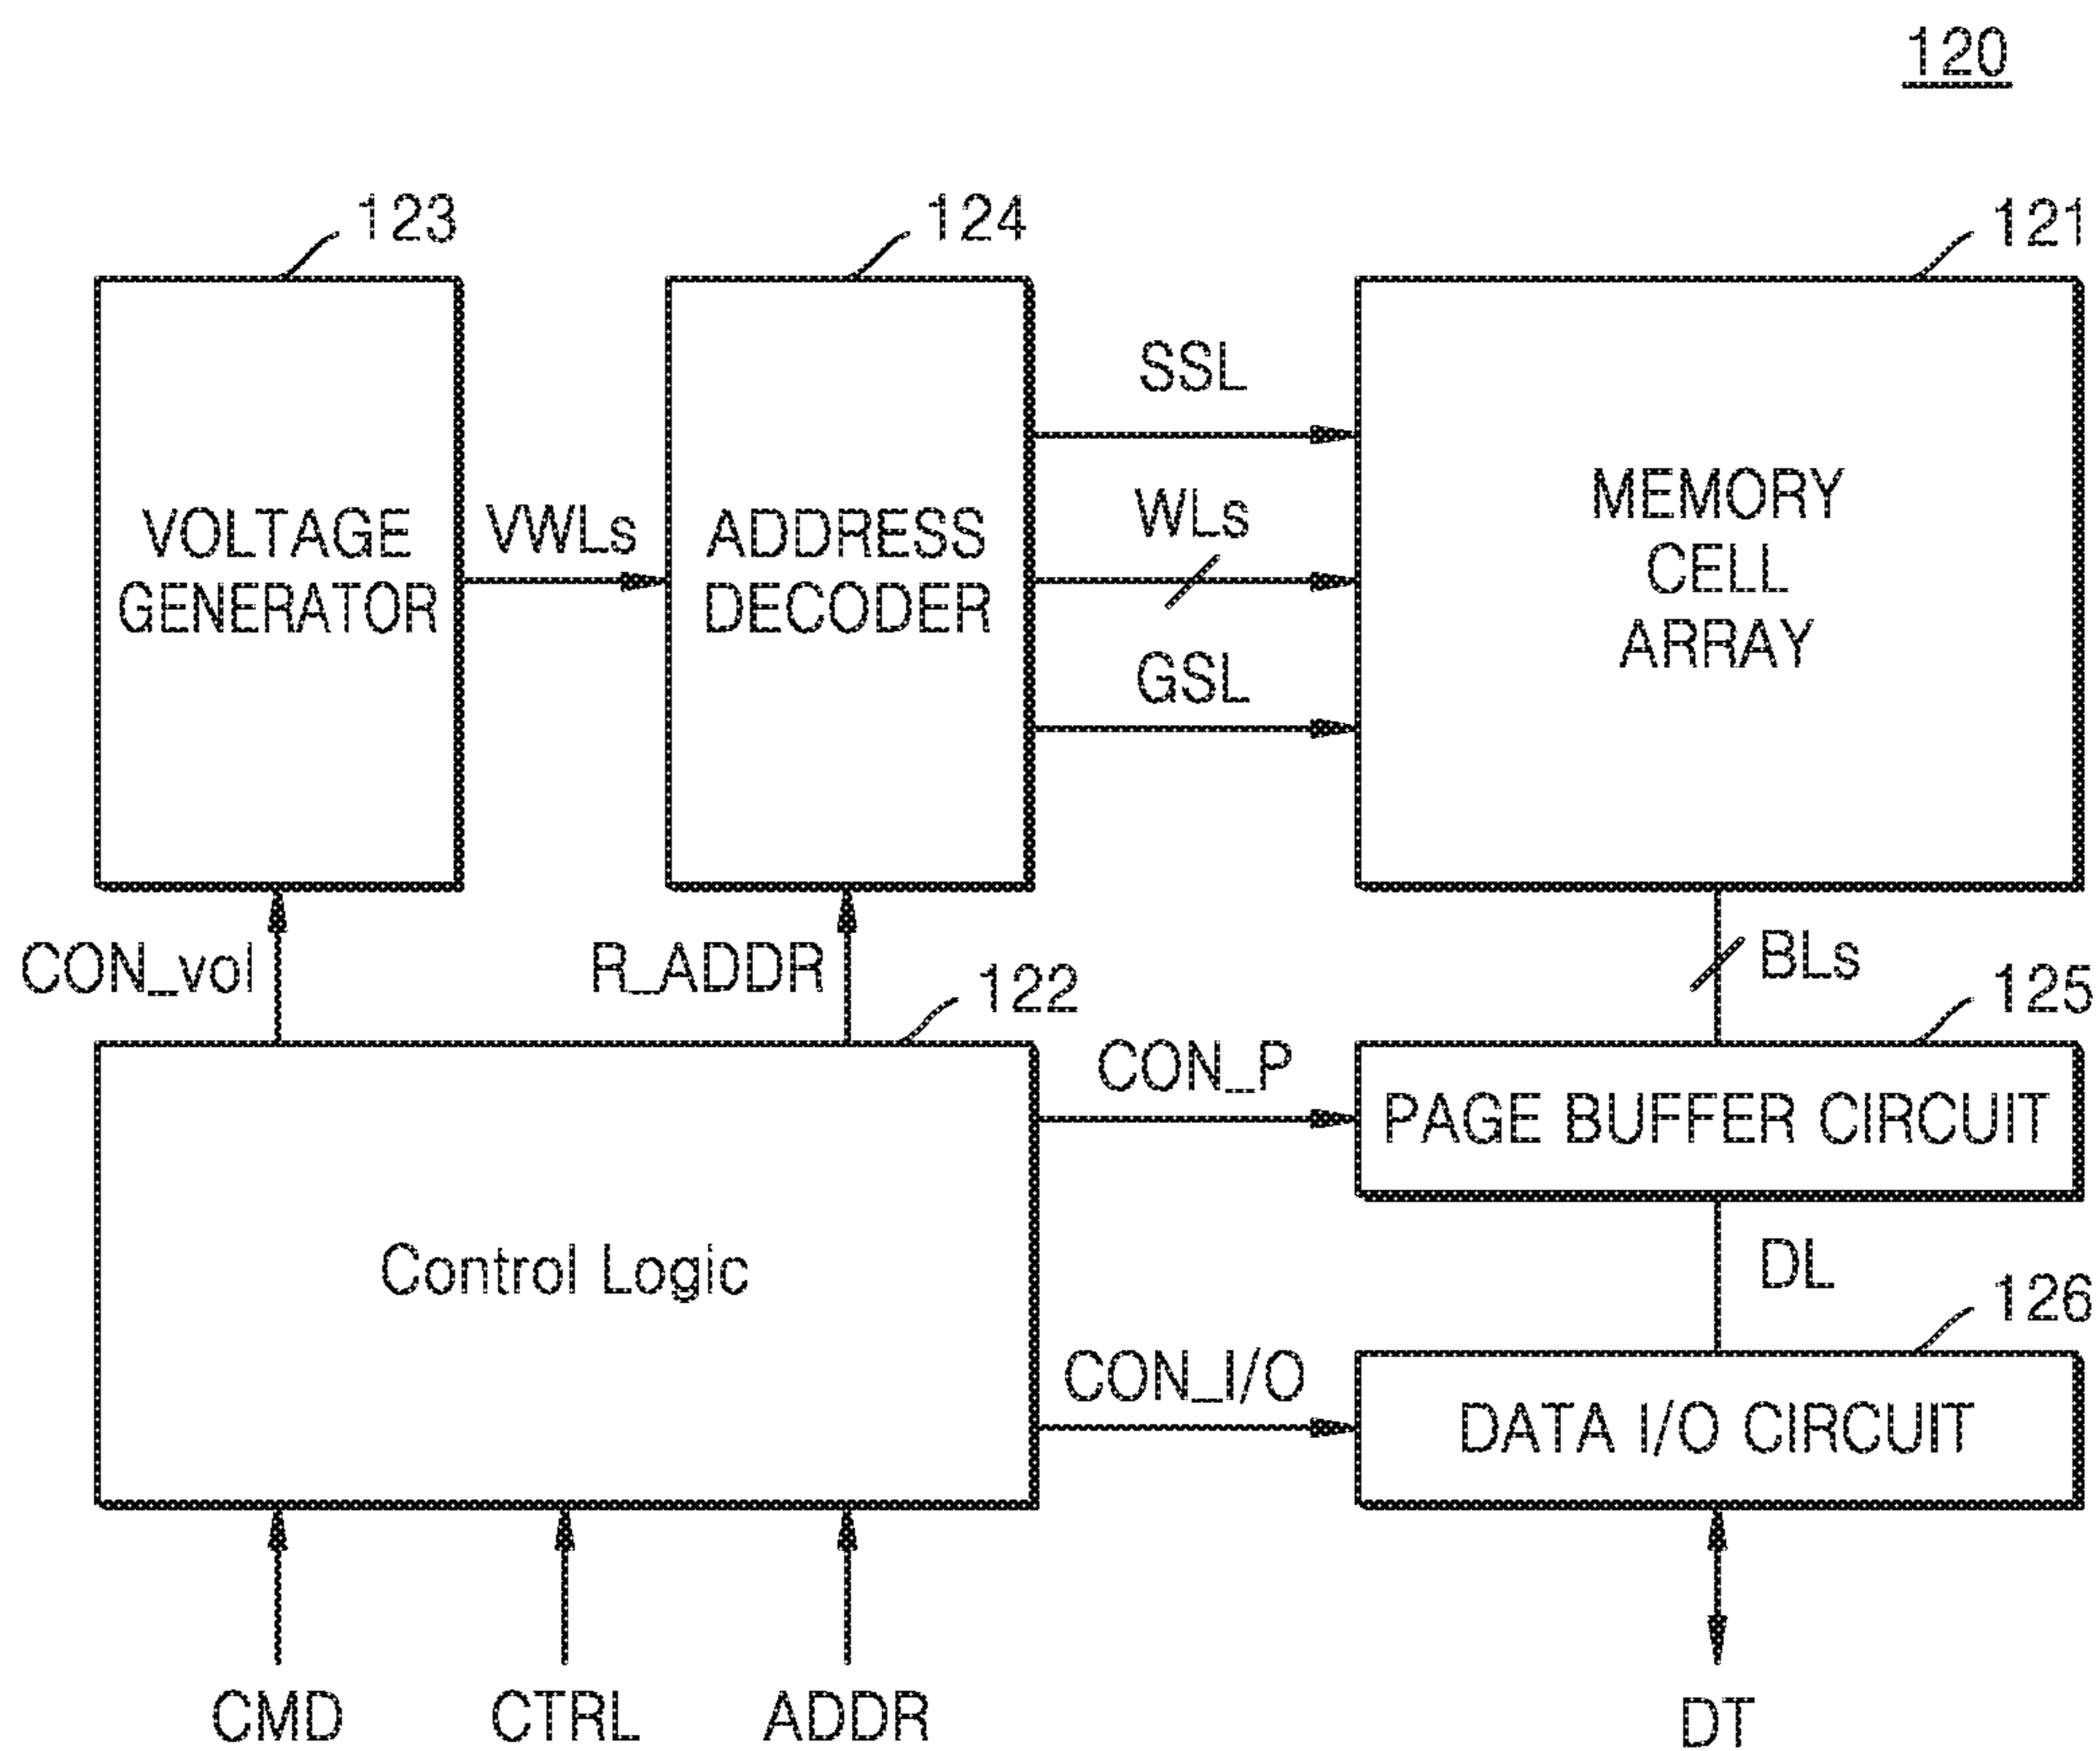 120
123
124
121
SSL
VOLTAGE
GENERATOR
VWLs
ADDRESS
DECODER
WLs
MEMORY
CELL
ARRAY
GSL
CON_vol
R_ADDR
122
BLs
125
CON_P
PAGE BUFFER CIRCUIT
Control Logic
DL
126
CON_I/O
DATA I/O CIRCUIT
CMD
CTRL
ADDR
DT